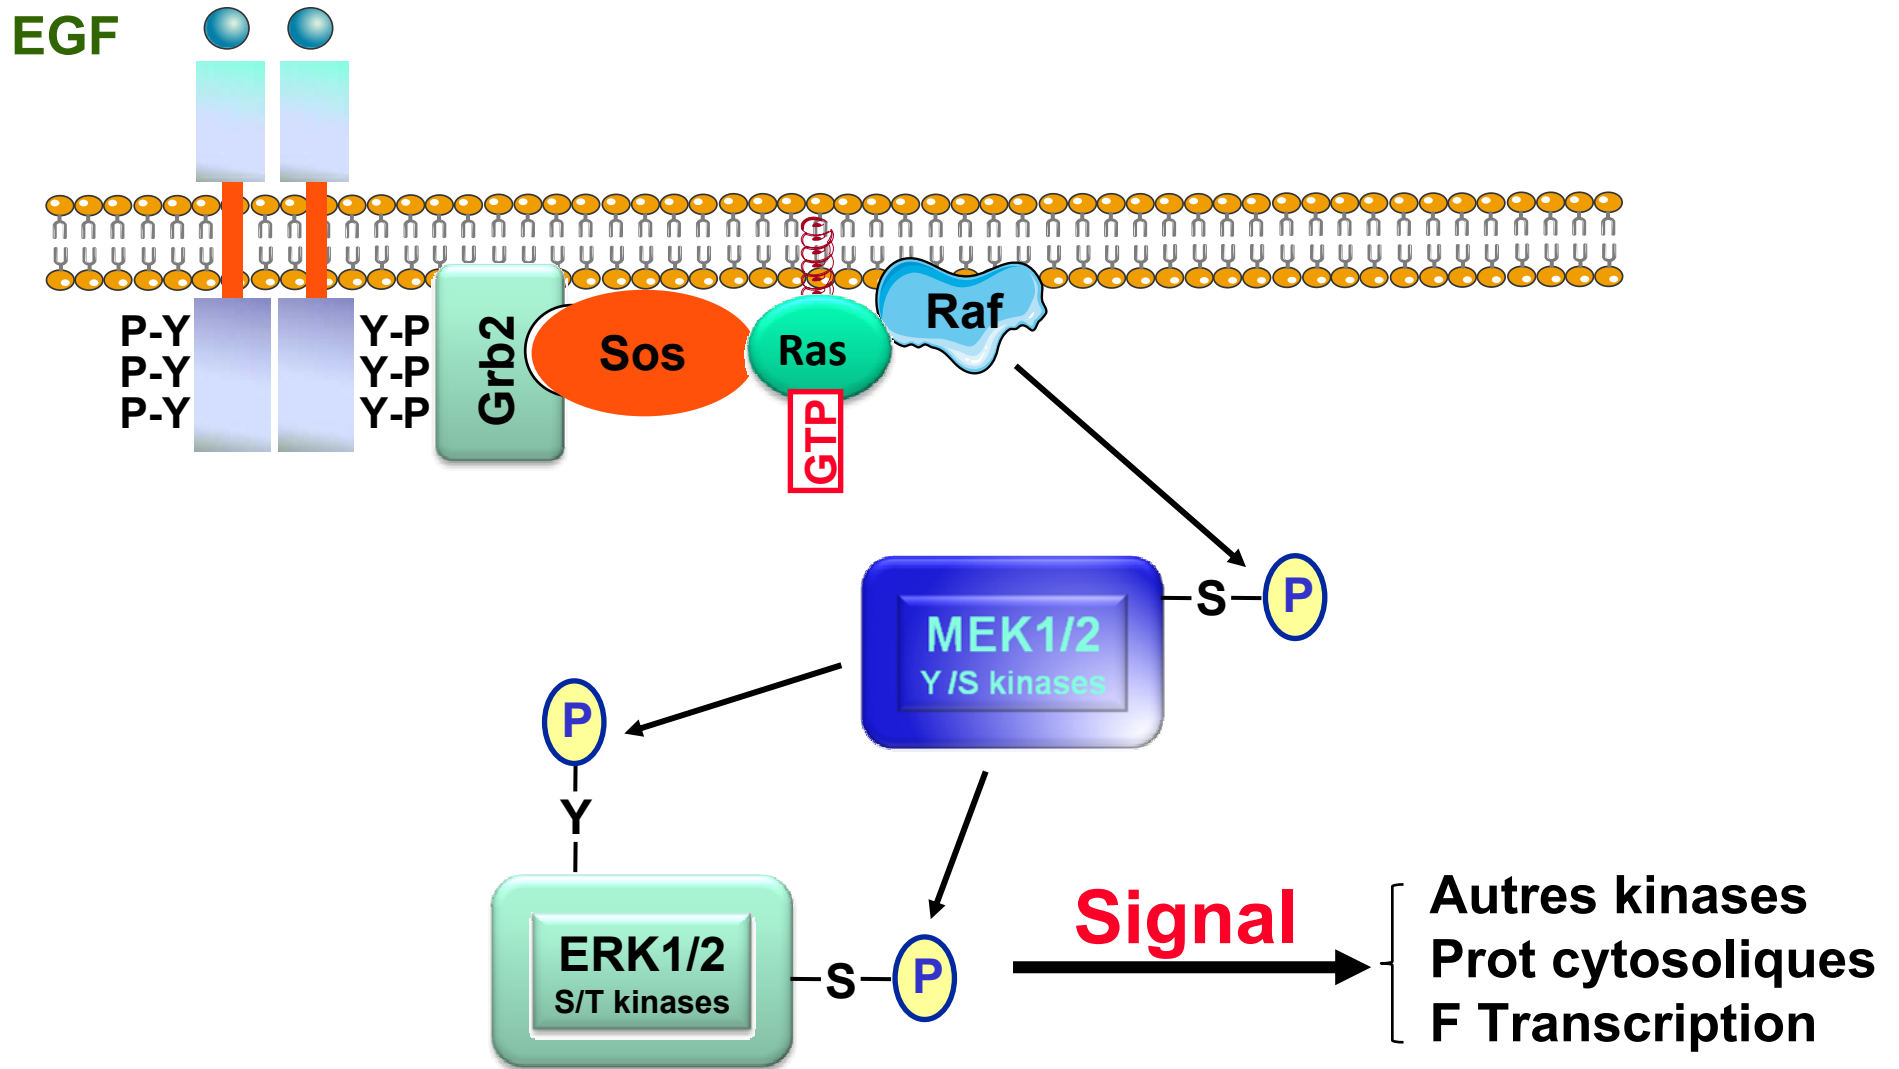 EGF
P-Y
P-Y
P-Y
Y-P
Y-P
Y-P
Grb2
Sos
Ras
GTP
Raf
MEK1/2
Y /S kinases
S
P
P
Y
ERK1/2
S/T kinases
S
P
Signal
Autres kinases
Prot cytosoliques
F Transcription